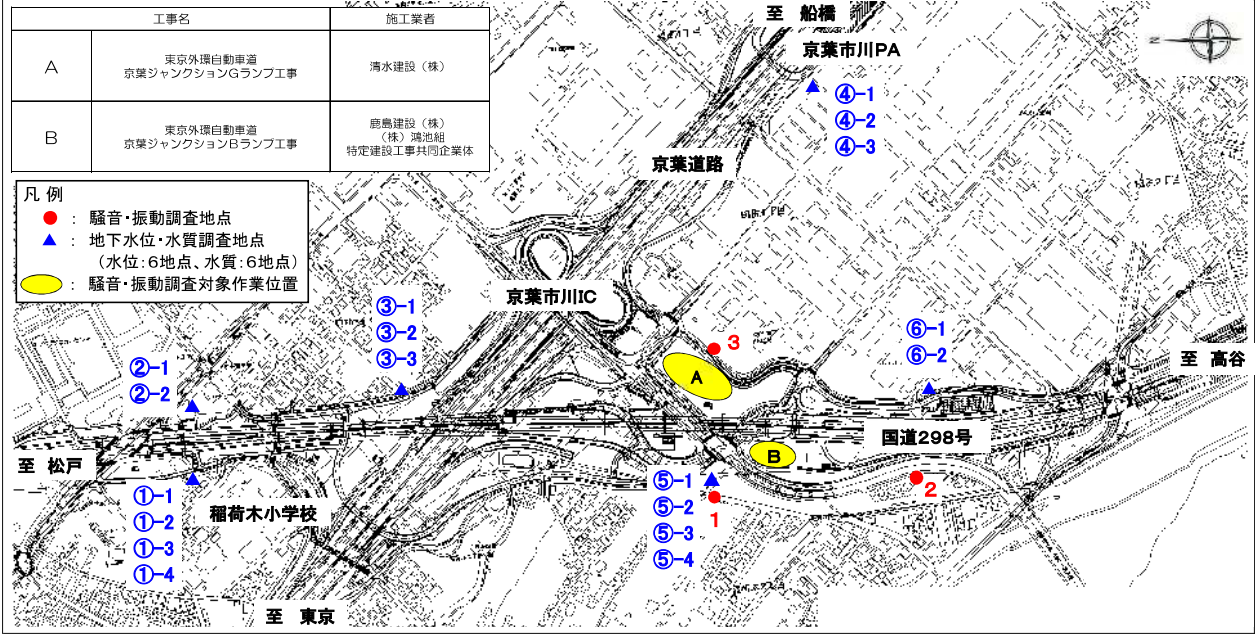 工事名 施工業者
A 東京外環自動車道
京葉ジャンクションGランプ工事 清水建設（株）
B 東京外環自動車道
京葉ジャンクションBランプ工事 鹿島建設（株）
（株）鴻池組
特定建設工事共同企業体
凡 例
： 騒音・振動調査地点
： 地下水位・水質調査地点
（水位：6地点、水質：6地点）
： 騒音・振動調査対象作業位置
至 船橋
京葉市川PA
Z
④-1
④-2
④-3
京葉道路
京葉市川IC
③-1
③-2
③-3
3
A
⑥-1
⑥-2
至 高谷
②-1
②-2
国道298号
B
至 松戸
①-1
①-2
①-3
①-4
稲荷木小学校
⑤-1
⑤-2
⑤-3
⑤-4
1
2
至 東京